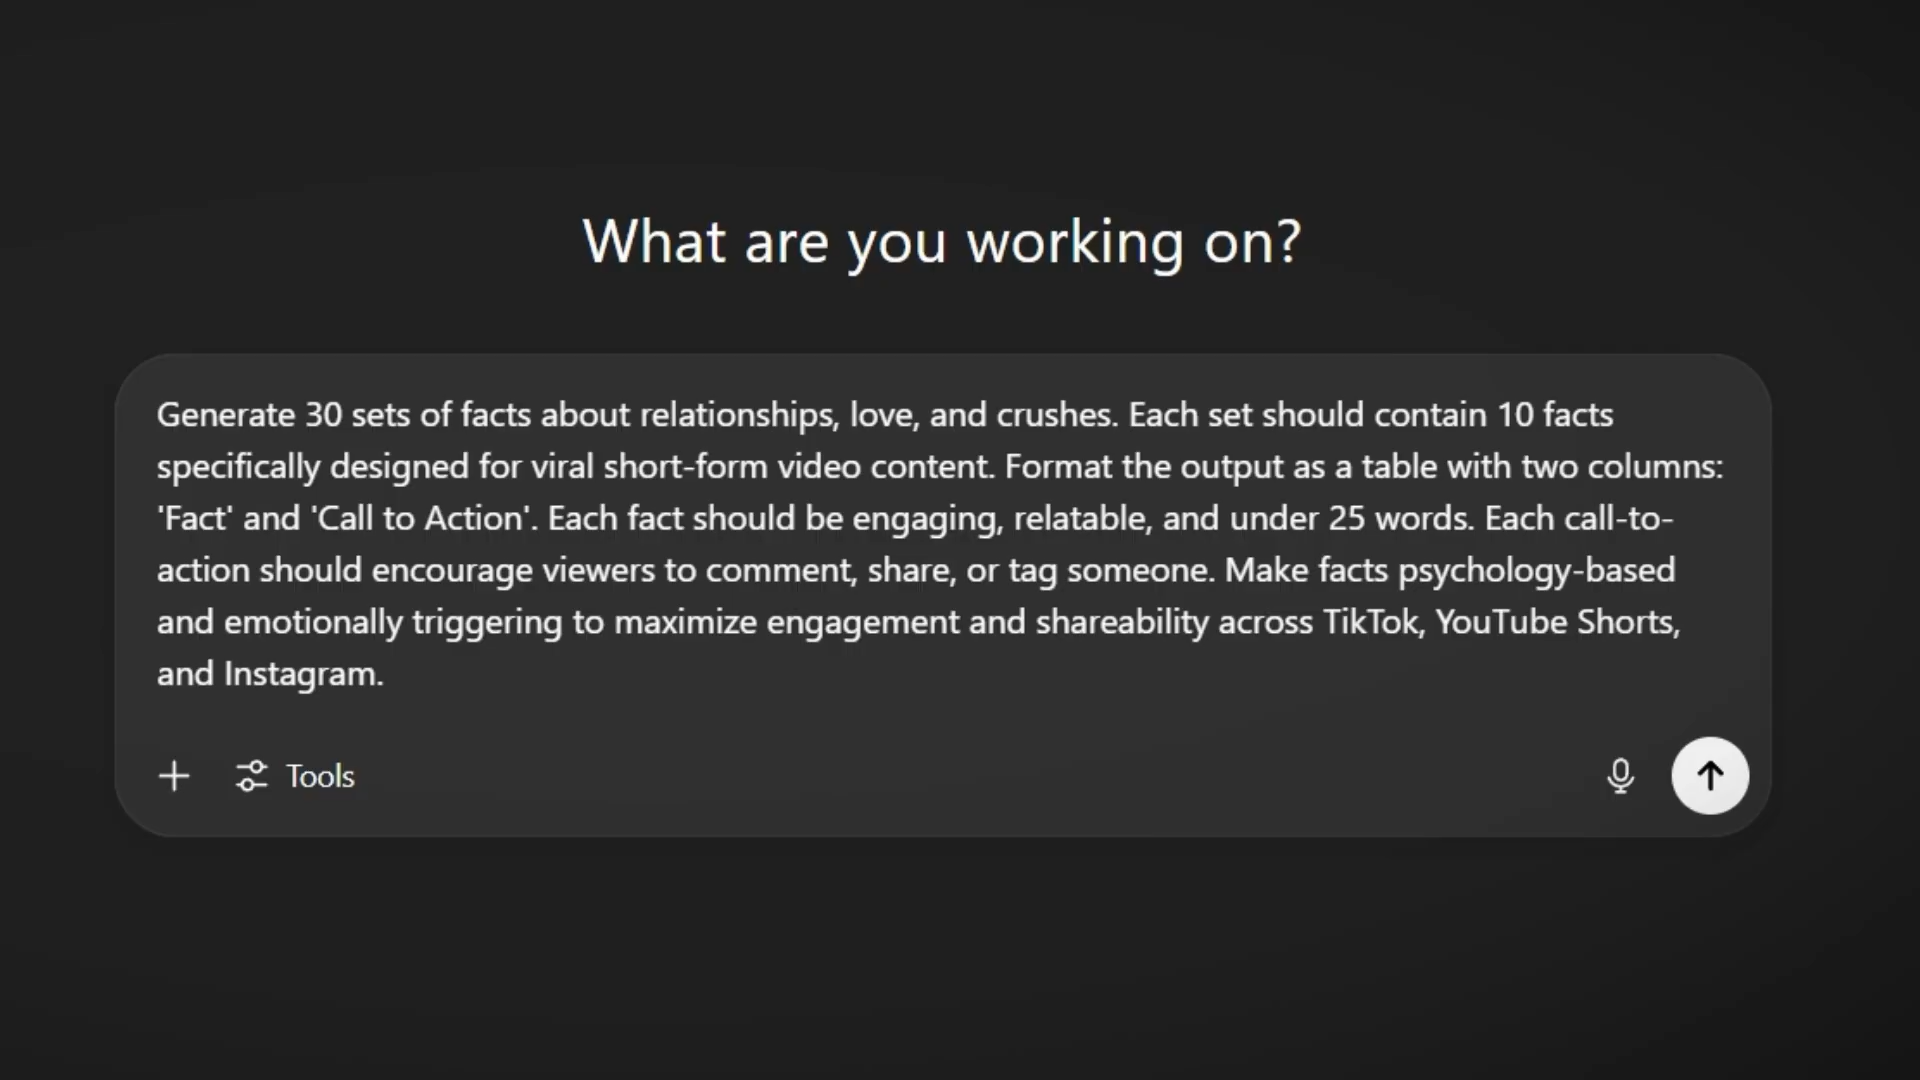 What are you working on?
Generate 30 sets of facts about relationships, love, and crushes. Each set should contain 10 facts
specifically designed for viral short-form video content. Format the output as a table with two columns:
'Fact' and 'Call to Action'. Each fact should be engaging, relatable, and under 25 words. Each call-to-
action should encourage viewers to comment, share, or tag someone. Make facts psychology-based
and emotionally triggering to maximize engagement and shareability across TikTok, YouTube Shorts,
and Instagram.
Tools